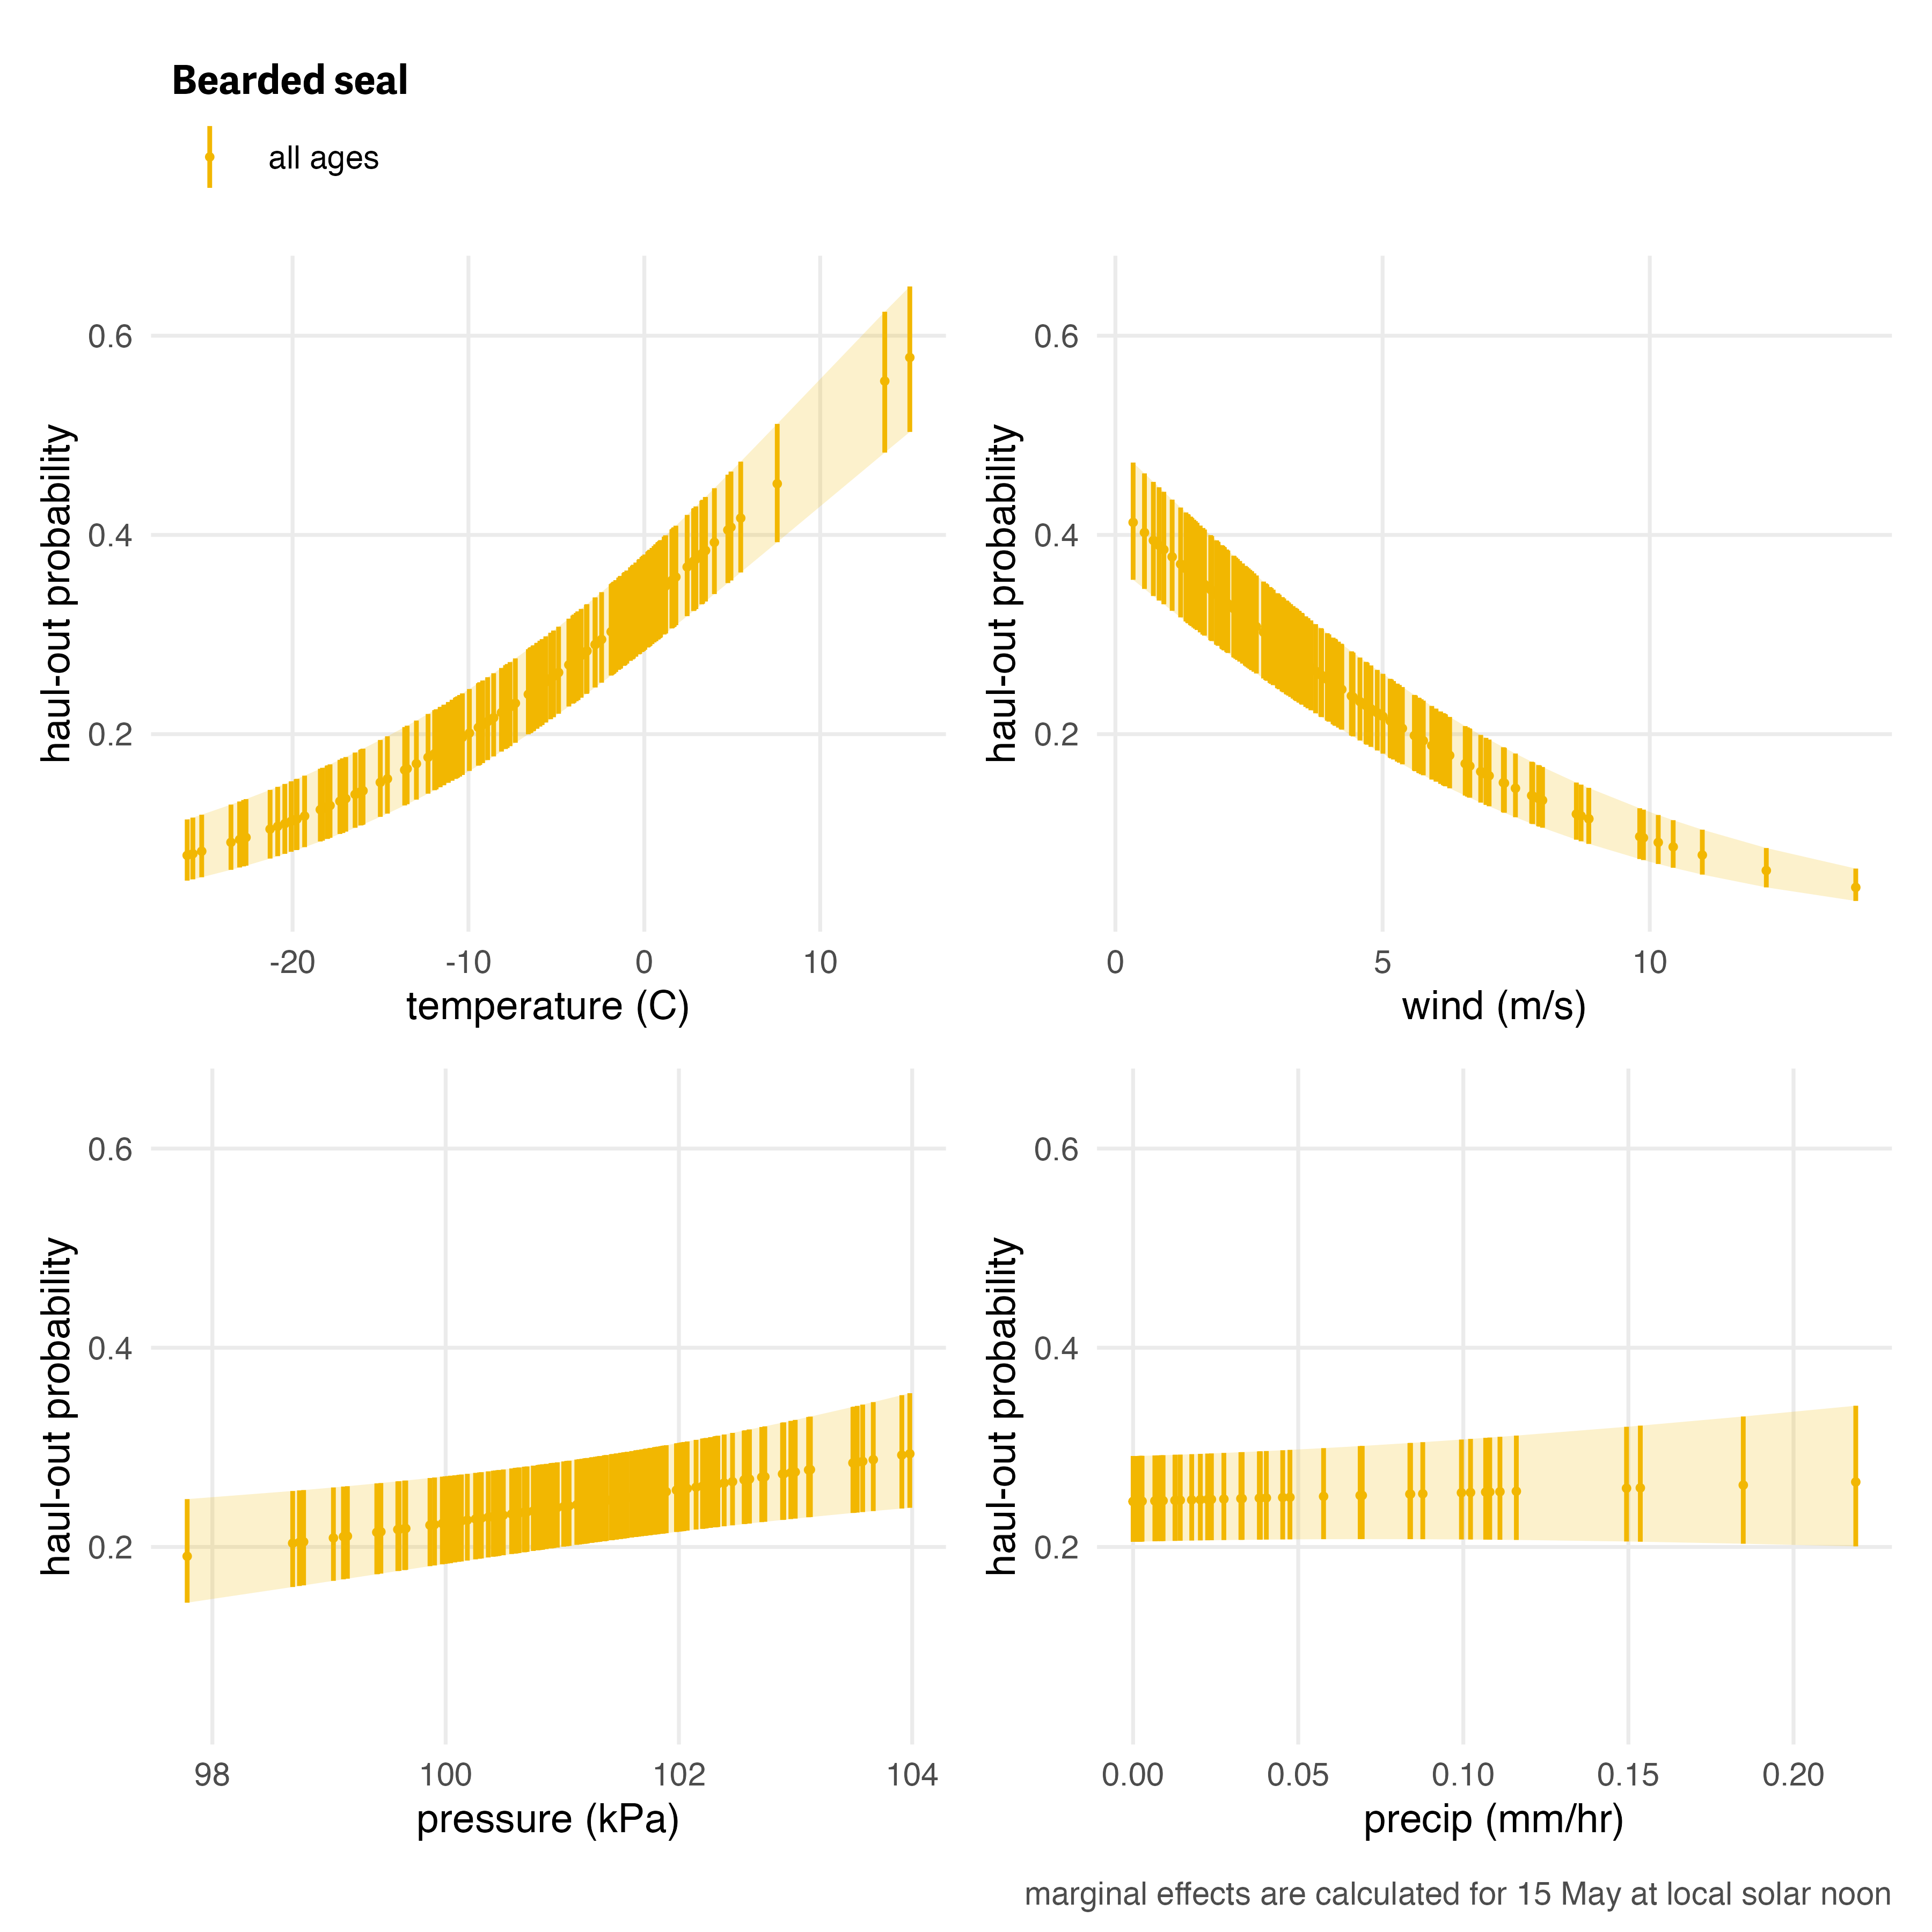 Bearded seal
all ages
haul-out probability
0.6
0.4
0.2
-20 -10 0 10
temperature (C)
haul-out probability
0.6
0.4
0.2
0 5 10
wind (m/s)
haul-out probability
0.6
0.4
0.2
98 100 102 104
pressure (kPa)
haul-out probability
0.6
0.4
0.2
0.00 0.05 0.10 0.15 0.20
precip (mm/hr)
marginal effects are calculated for 15 May at local solar noon